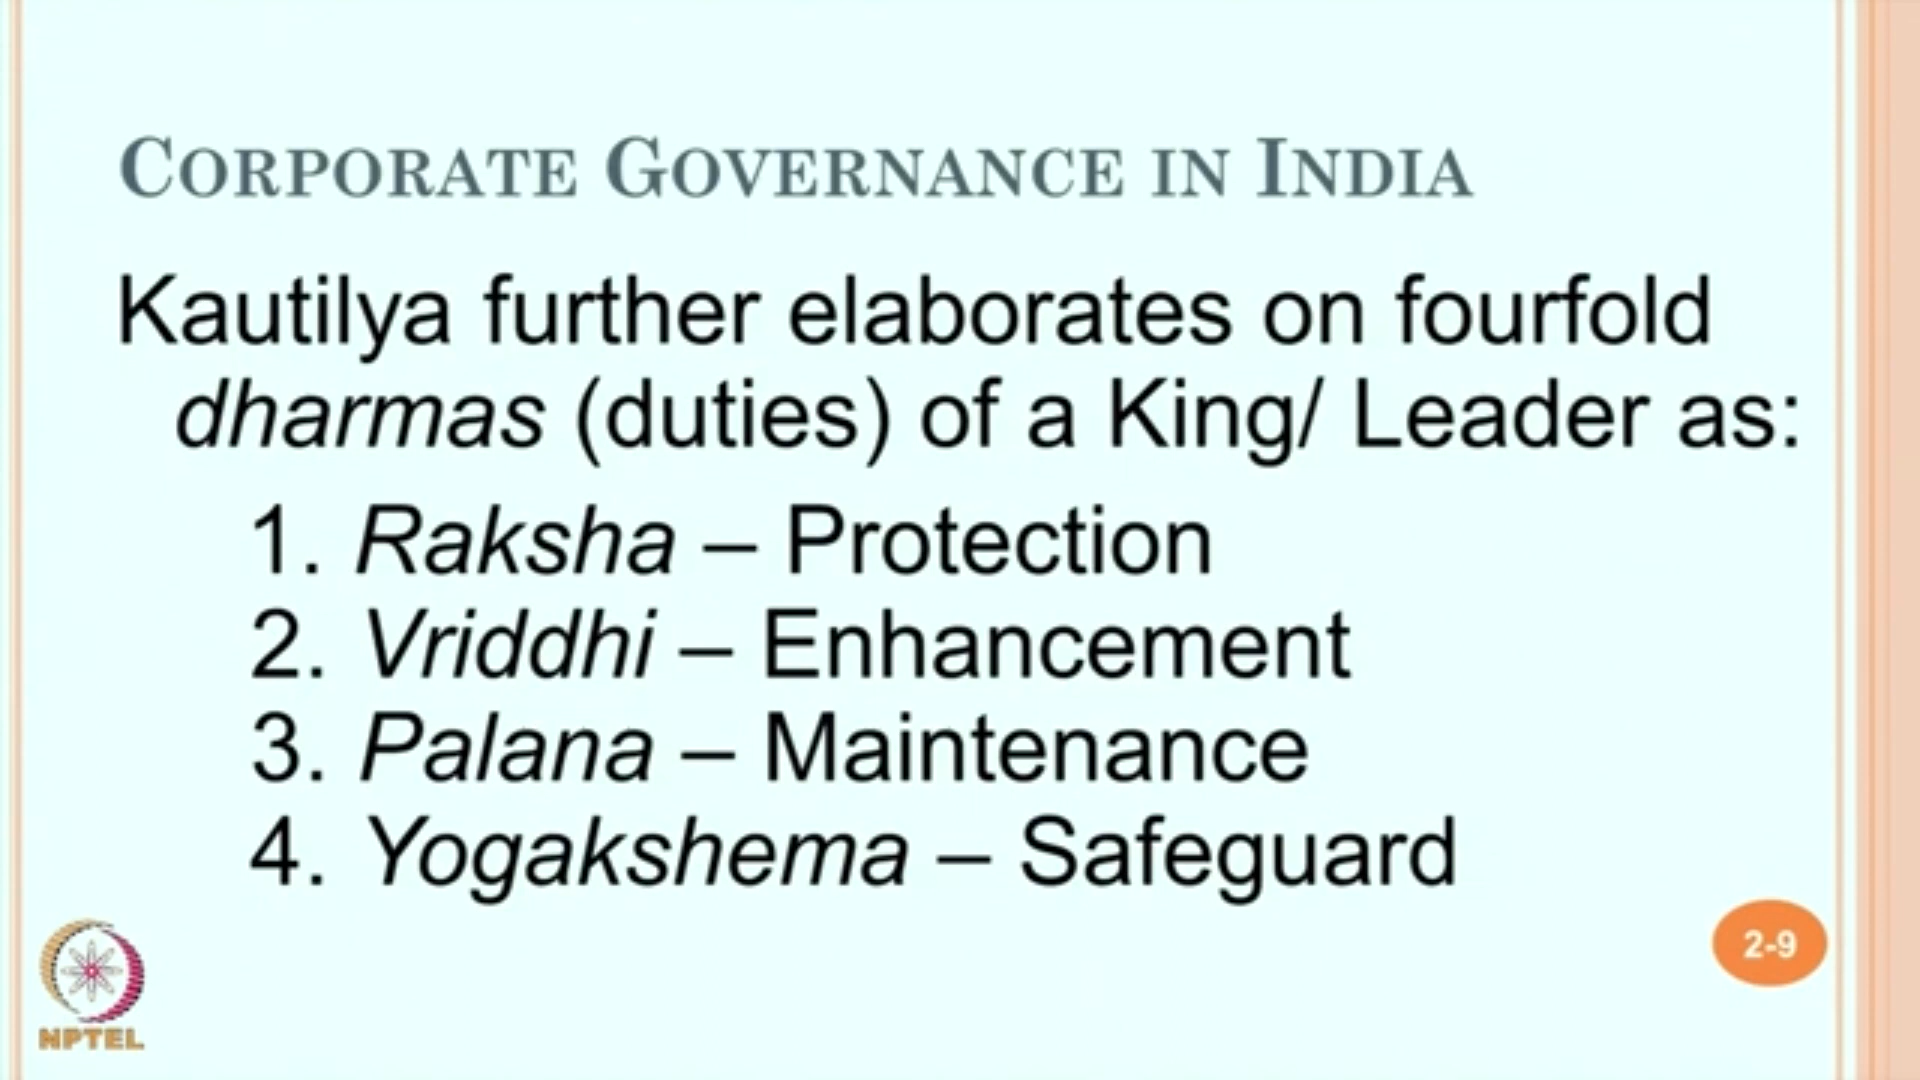 CORPORATE GOVERNANCE IN INDIA
Kautilya further elaborates on fourfold
dharmas (duties) of a King/ Leader as:
1. Raksha – Protection
2. Vriddhi – Enhancement
3. Palana – Maintenance
4. Yogakshema – Safeguard
2-9
NPTEL